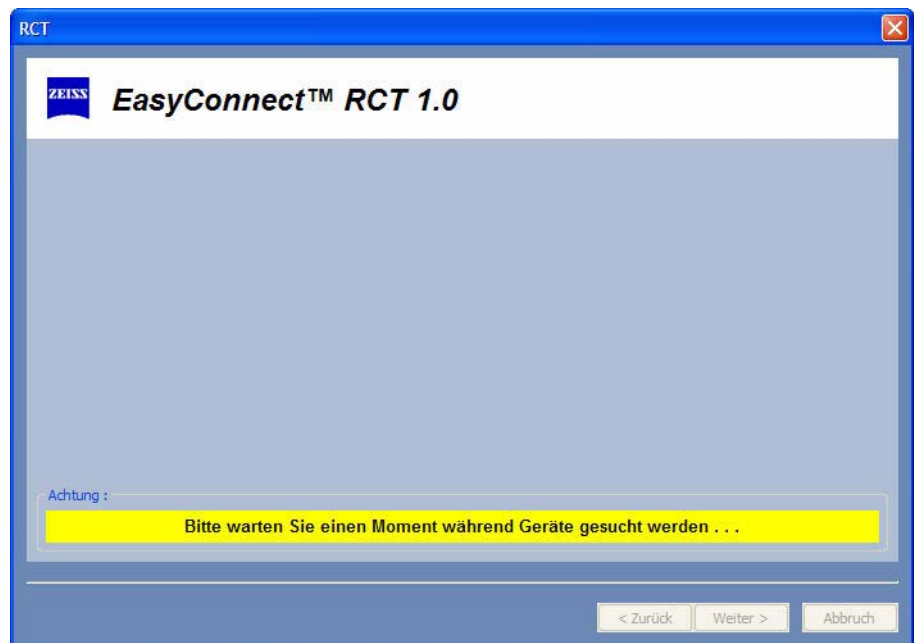 RCT
ZEISS
EasyConnect™ RCT 1.0
Achtung :
Bitte warten Sie einen Moment während Geräte gesucht werden . . .
< Zurück
Weiter >
Abbruch